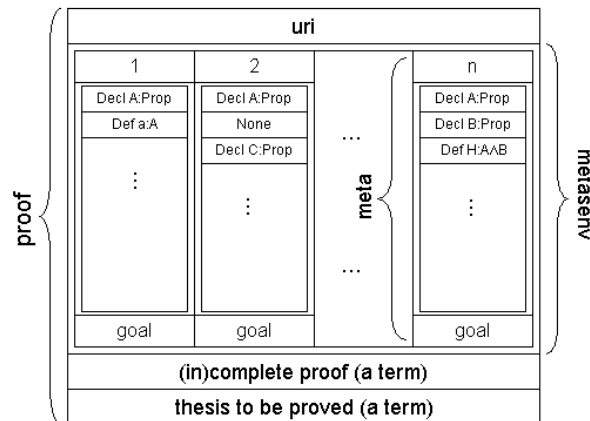 uri
1
2
n
Decl A:Prop
Decl A:Prop
Decl A:Prop
Def a:A
None
Decl B:Prop
Decl C:Prop
Def H:A∧B
⋮
⋮
⋮
...
...
goal
goal
goal
proof
meta
metasenv
(in)complete proof (a term)
thesis to be proved (a term)